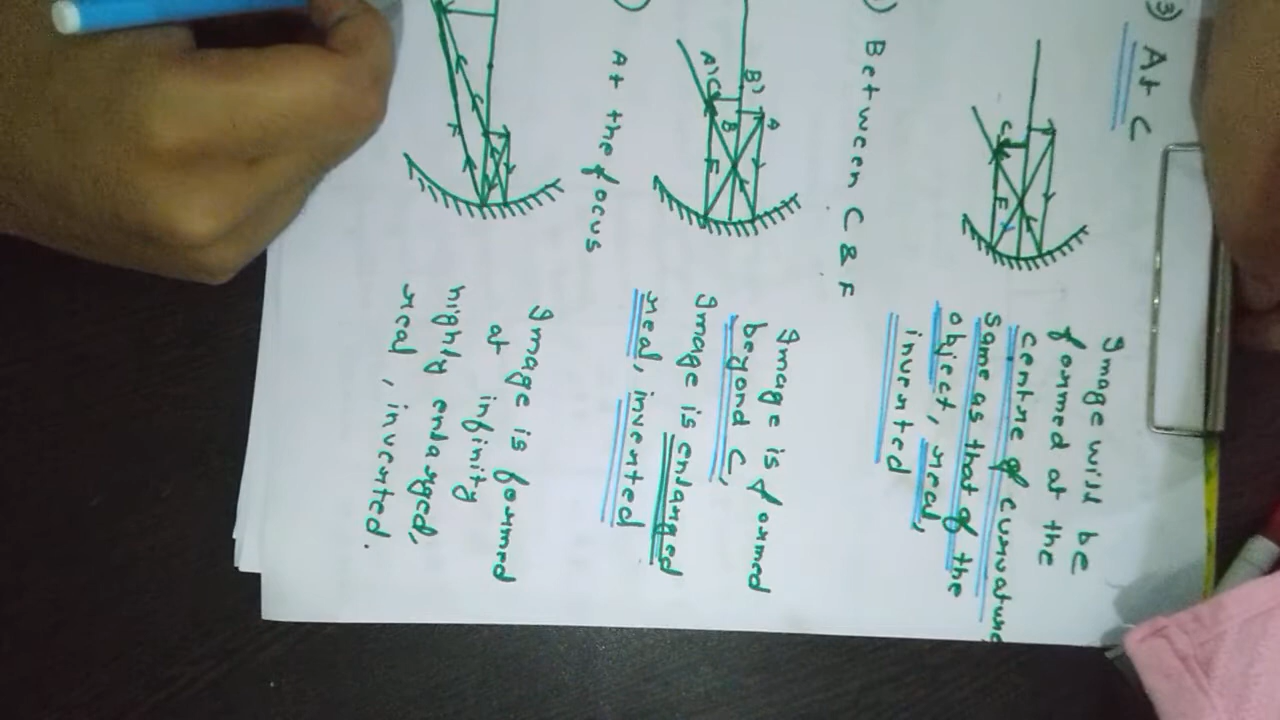 3) At C
Image will be
formed at the
centre of curvature
same as that of the
object, real,
inverted
C
F
) Between C & F
Image is formed
beyond C,
Image is enlarged
real, inverted
A
B'
B
A'
C
F
) At the focus
Image is formed
at infinity
highly enlarged,
real, inverted.
C
F